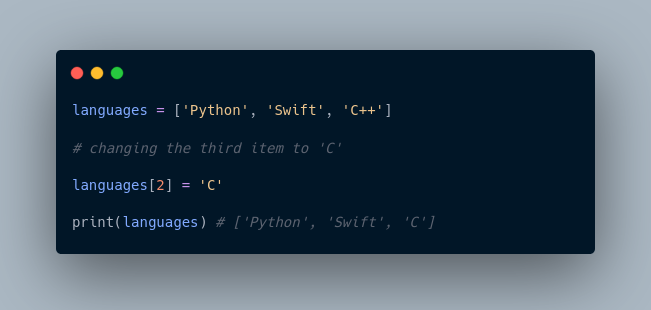 languages = ['Python', 'Swift', 'C++']
# changing the third item to 'C'
languages[2] = 'C'
print(languages) # ['Python', 'Swift', 'C']